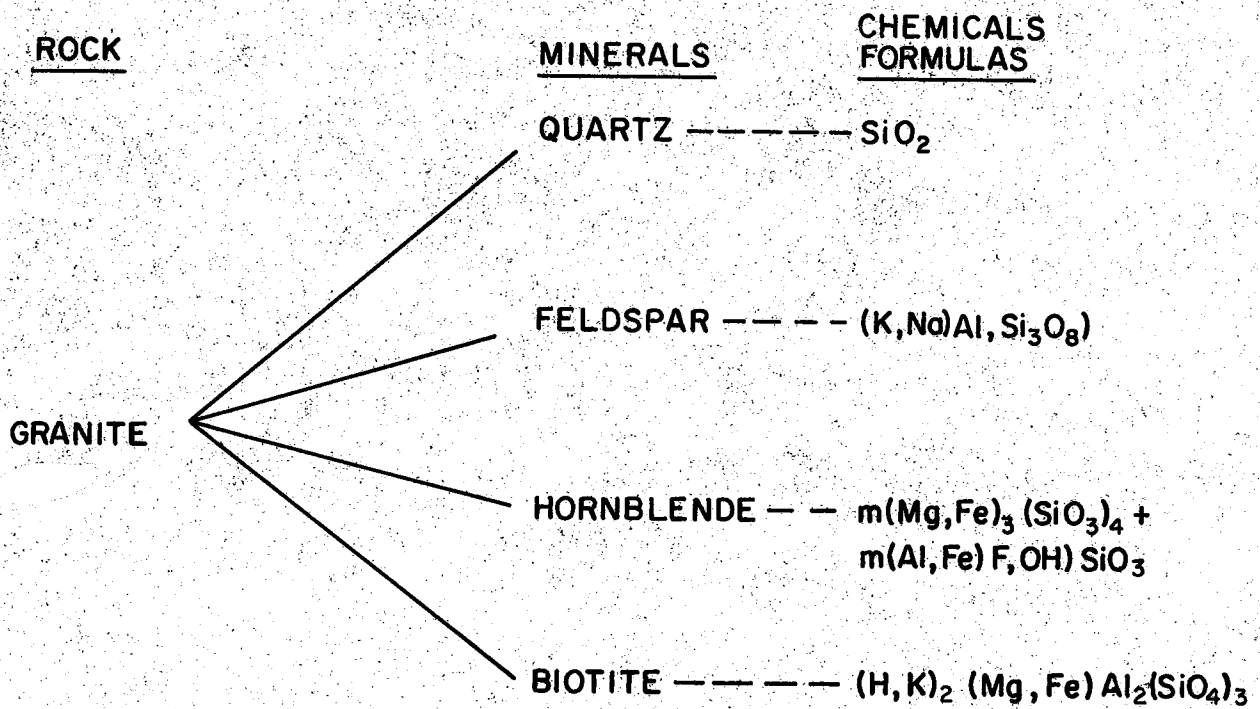 ROCK
MINERALS
CHEMICALS
FORMULAS
QUARTZ ––––– SiO₂
FELDSPAR –––– (K,Na)Al,Si₃O₈)
GRANITE
HORNBLENDE –– m(Mg,Fe)₃(SiO₃)₄ +
m(Al,Fe)F,OH)SiO₃
BIOTITE ––––– (H,K)₂ (Mg,Fe)Al₂(SiO₄)₃